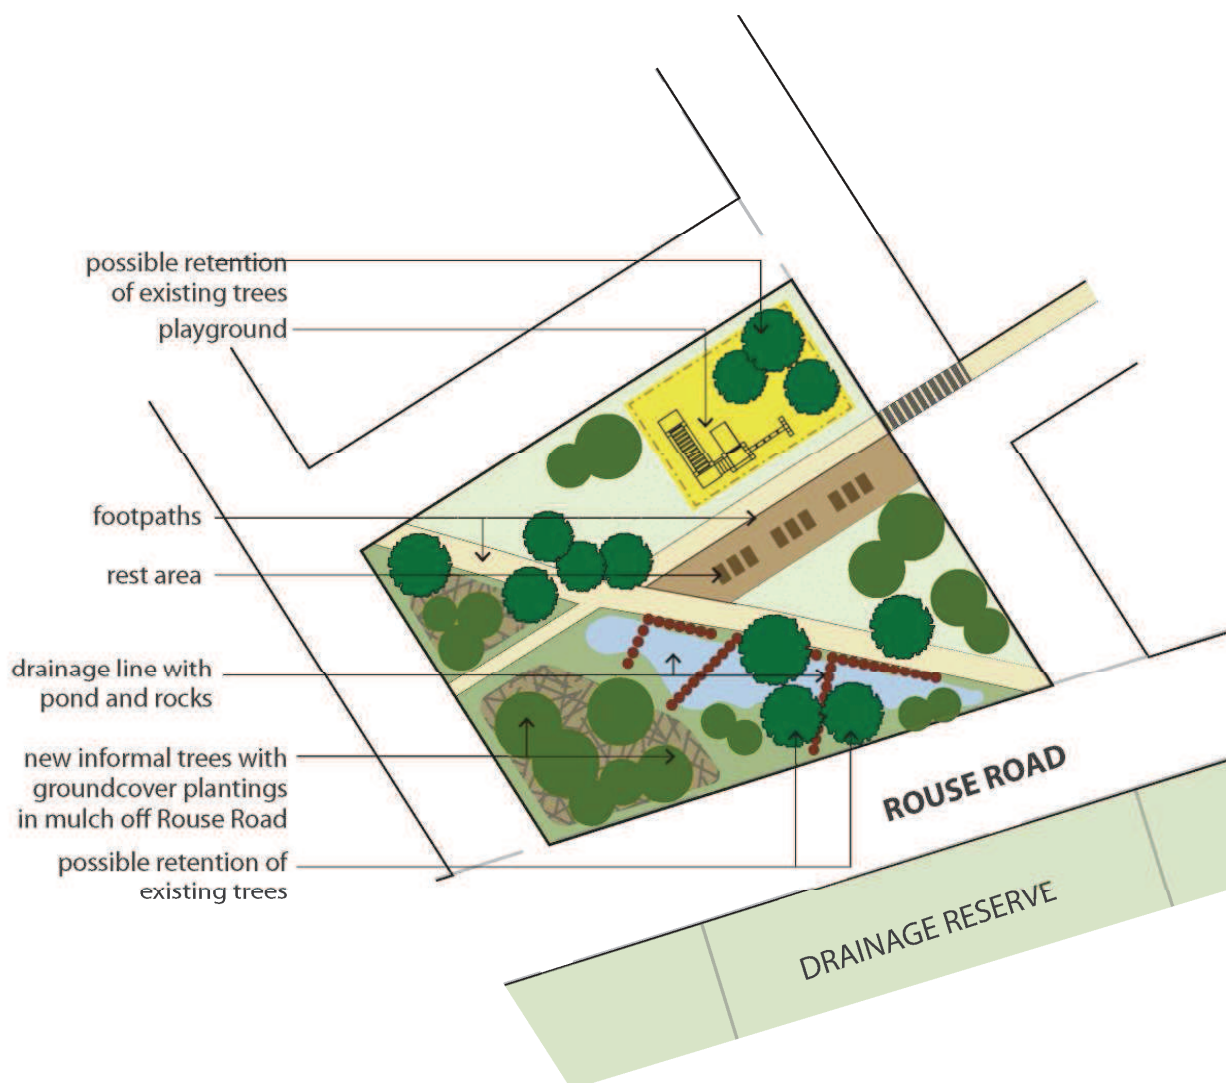 possible retention
of existing trees
playground
footpaths
rest area
drainage line with
pond and rocks
new informal trees with
groundcover plantings
in mulch off Rouse Road
possible retention of
existing trees
ROUSE ROAD
DRAINAGE RESERVE